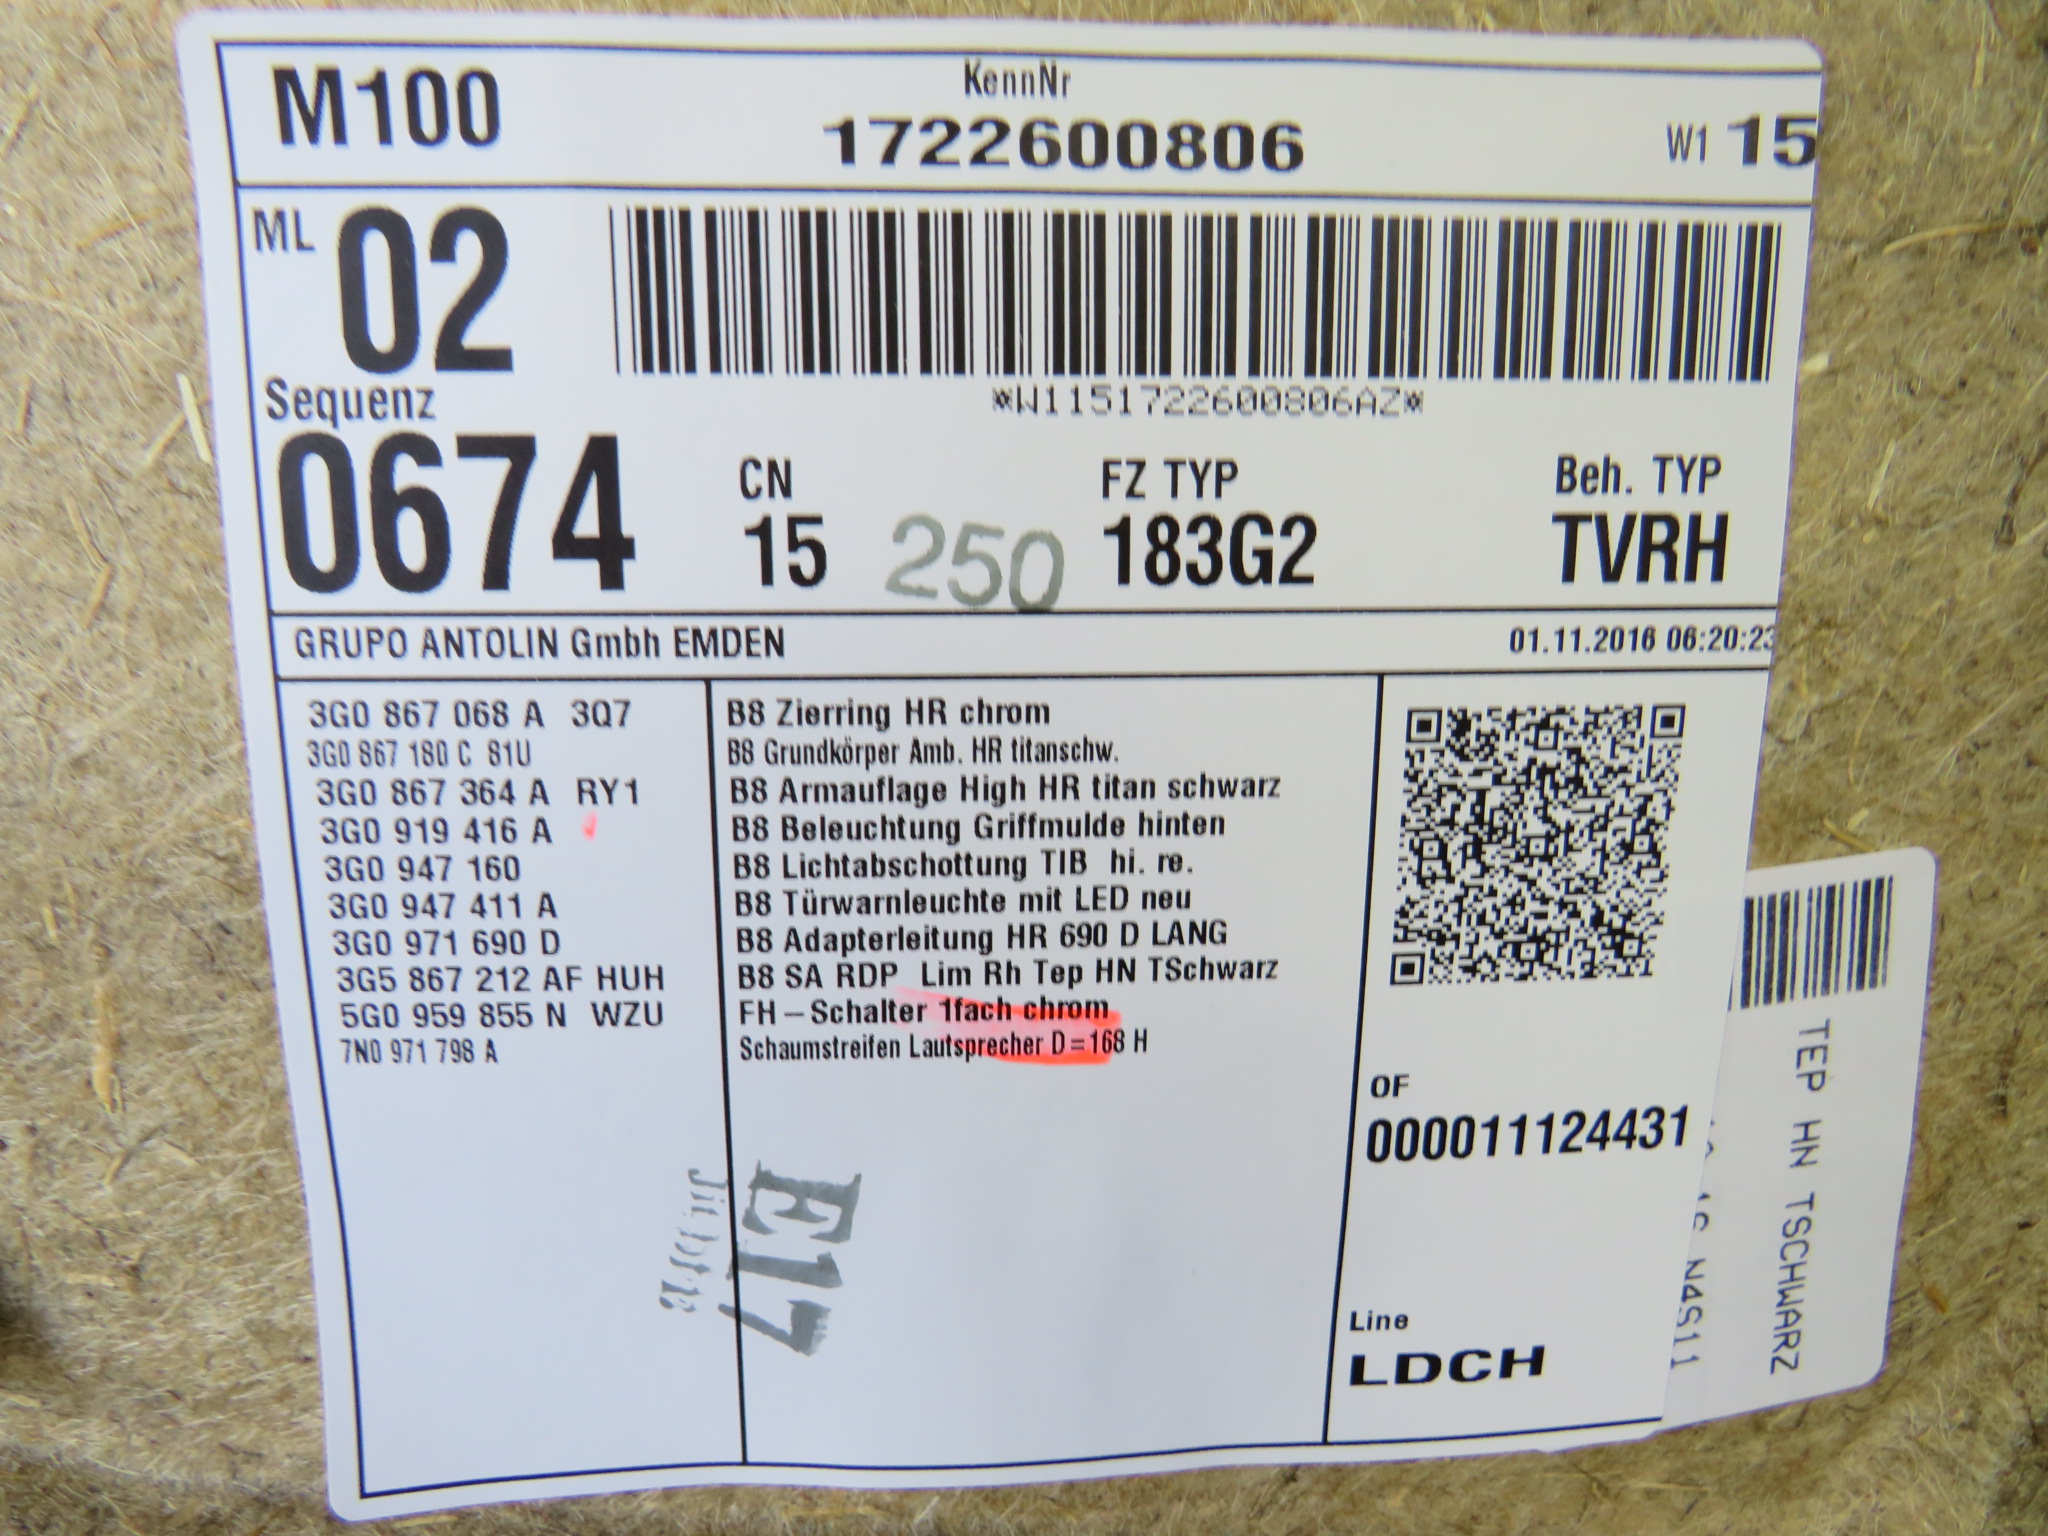 M100
KennNr
1722600806
W1 15
ML 02
*W1151722600806AZ*
Sequenz
0674
CN
15
250
FZ TYP
183G2
Beh. TYP
TVRH
GRUPO ANTOLIN Gmbh EMDEN
01.11.2016 06:20:23
3G0 867 068 A 3Q7 B8 Zierring HR chrom
3G0 867 180 C 81U B8 Grundkörper Amb. HR titanschw.
3G0 867 364 A RY1 B8 Armauflage High HR titan schwarz
3G0 919 416 A B8 Beleuchtung Griffmulde hinten
3G0 947 160 B8 Lichtabschottung TIB hi. re.
3G0 947 411 A B8 Türwarnleuchte mit LED neu
3G0 971 690 D B8 Adapterleitung HR 690 D LANG
3G5 867 212 AF HUH B8 SA RDP Lim Rh Tep HN TSchwarz
5G0 959 855 N WZU FH-Schalter 1fach chrom
7N0 971 798 A Schaumstreifen Lautsprecher D=168 H
OF
000011124431
Line
LDCH
E17
TEP HN TSCHWARZ
16 N4S111